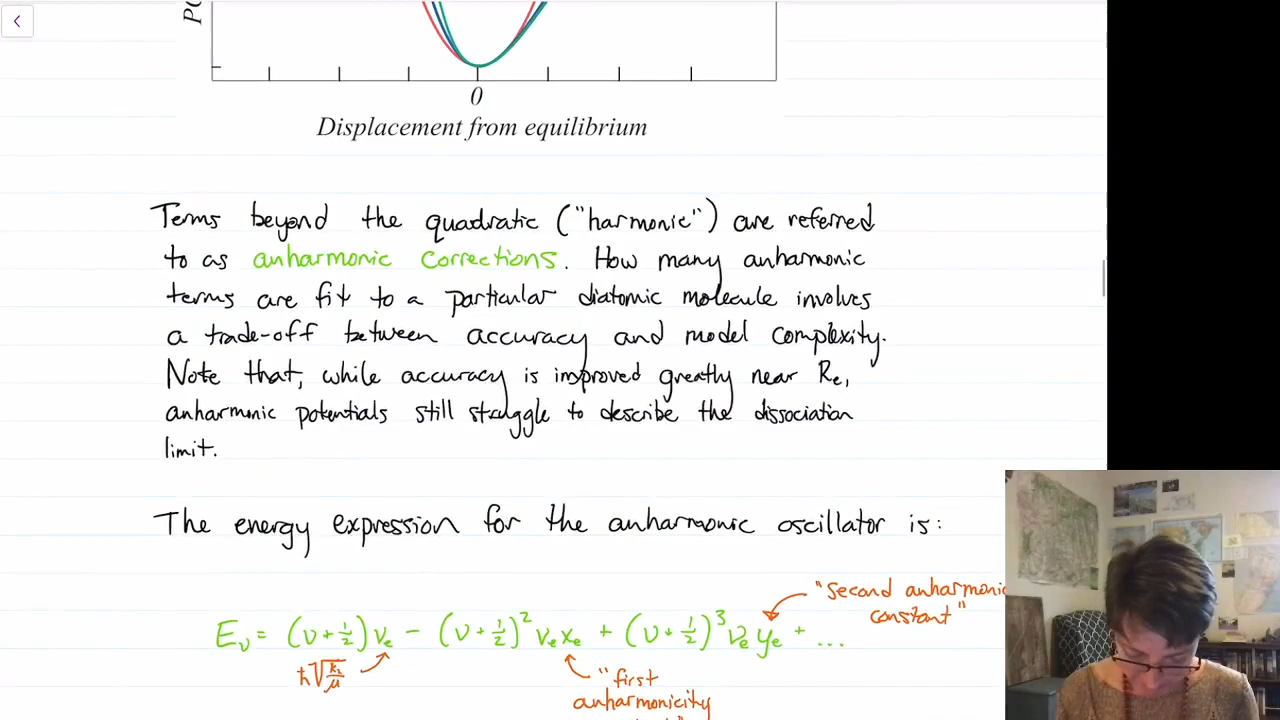 0
Displacement from equilibrium
Terms beyond the quadratic ("harmonic") are referred
to as anharmonic corrections. How many anharmonic
terms are fit to a particular diatomic molecule involves
a trade-off between accuracy and model complexity.
Note that, while accuracy is improved greatly near Re,
anharmonic potentials still struggle to describe the dissociation
limit.
The energy expression for the anharmonic oscillator is:
"second anharmonic
constant"
Eν = (ν+½)νe − (ν+½)²νexe + (ν+½)³νeye + ...
ħ√(k₂/μ)
"first
anharmonicity